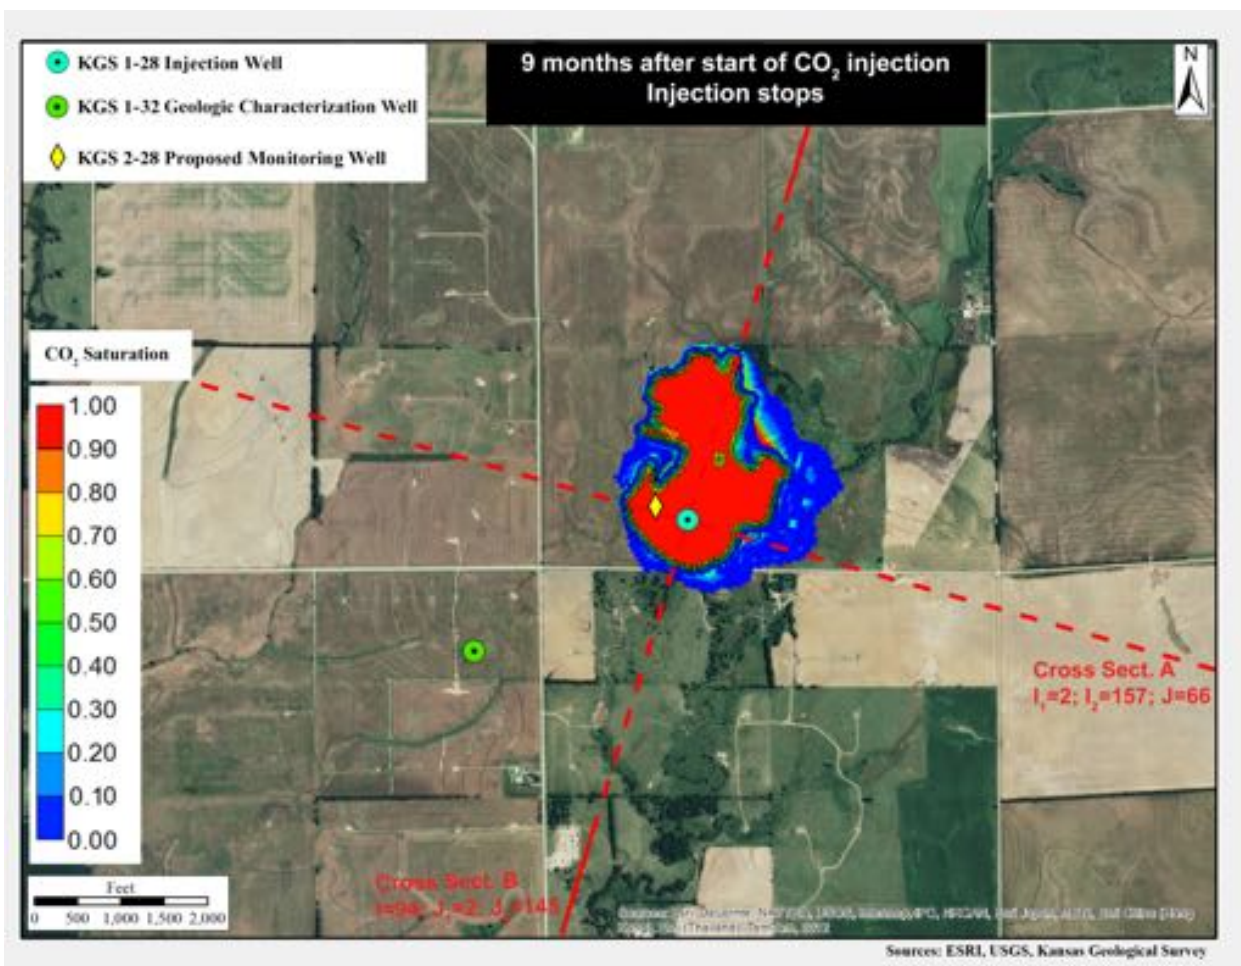 KGS 1-28 Injection Well
KGS 1-32 Geologic Characterization Well
KGS 2-28 Proposed Monitoring Well
9 months after start of CO₂ injection
Injection stops
N
CO₂ Saturation
1.00
0.90
0.80
0.70
0.60
0.50
0.40
0.30
0.20
0.10
0.00
Cross Sect. A
I₁=2; I₂=157; J=66
Cross Sect. B
Feet
0 500 1,000 1,500 2,000
Sources: ESRI, USGS, Kansas Geological Survey